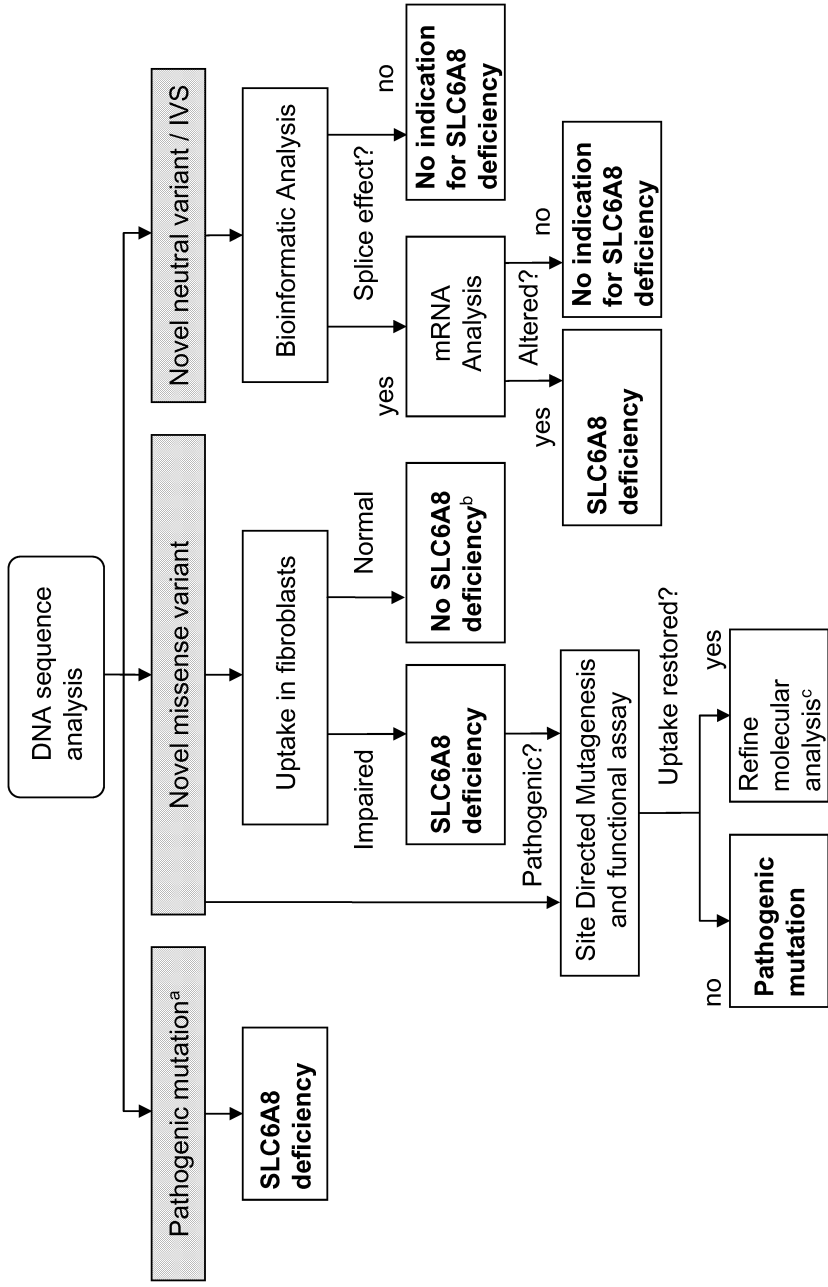 DNA sequence
analysis
Pathogenic mutationa
Novel missense variant
Novel neutral variant / IVS
SLC6A8
deficiency
Uptake in fibroblasts
Bioinformatic Analysis
Impaired
Normal
yes
Splice effect?
no
SLC6A8
deficiency
No SLC6A8
deficiencyb
mRNA
Analysis
No indication
for SLC6A8
deficiency
Pathogenic?
yes
Altered?
no
Site Directed Mutagenesis
and functional assay
SLC6A8
deficiency
No indication
for SLC6A8
deficiency
no
Uptake restored?
yes
Pathogenic
mutation
Refine
molecular
analysisc